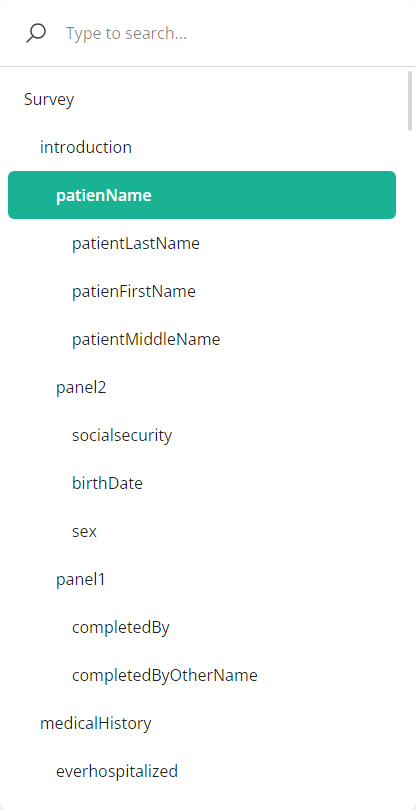 Type to search...
Survey
introduction
patienName
patientLastName
patienFirstName
patientMiddleName
panel2
socialsecurity
birthDate
sex
panel1
completedBy
completedByOtherName
medicalHistory
everhospitalized